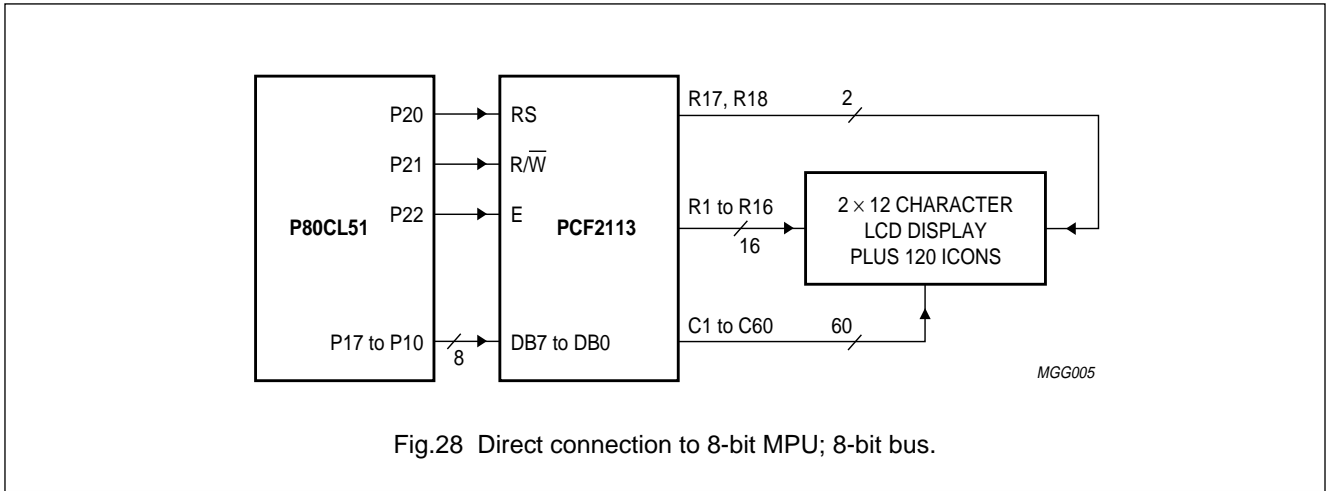 P80CL51
P20
P21
P22
P17 to P10
8
PCF2113
RS
R/W̅
E
DB7 to DB0
R17, R18
2
R1 to R16
16
C1 to C60
60
2 × 12 CHARACTER
LCD DISPLAY
PLUS 120 ICONS
MGG005
Fig.28 Direct connection to 8-bit MPU; 8-bit bus.